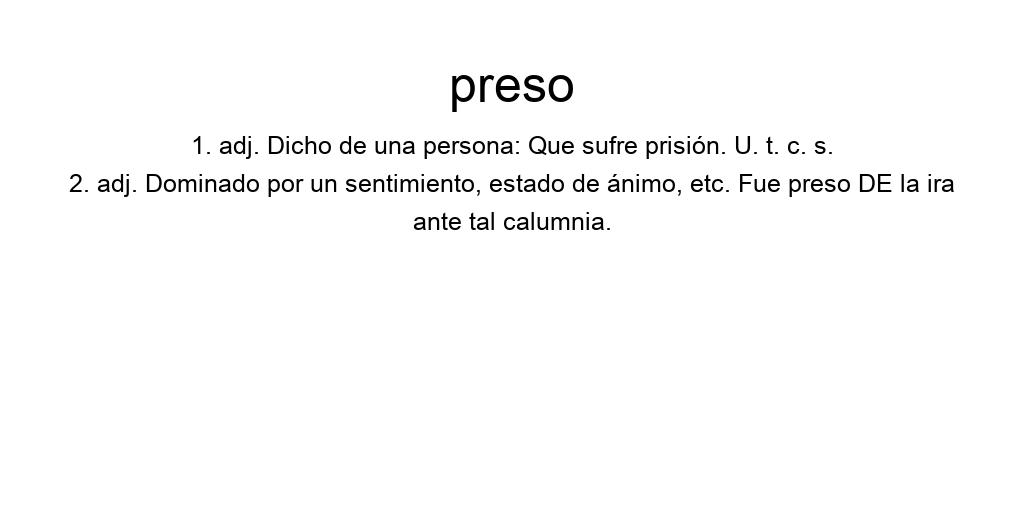 preso
1. adj. Dicho de una persona: Que sufre prisión. U. t. c. s.
2. adj. Dominado por un sentimiento, estado de ánimo, etc. Fue preso DE la ira
ante tal calumnia.